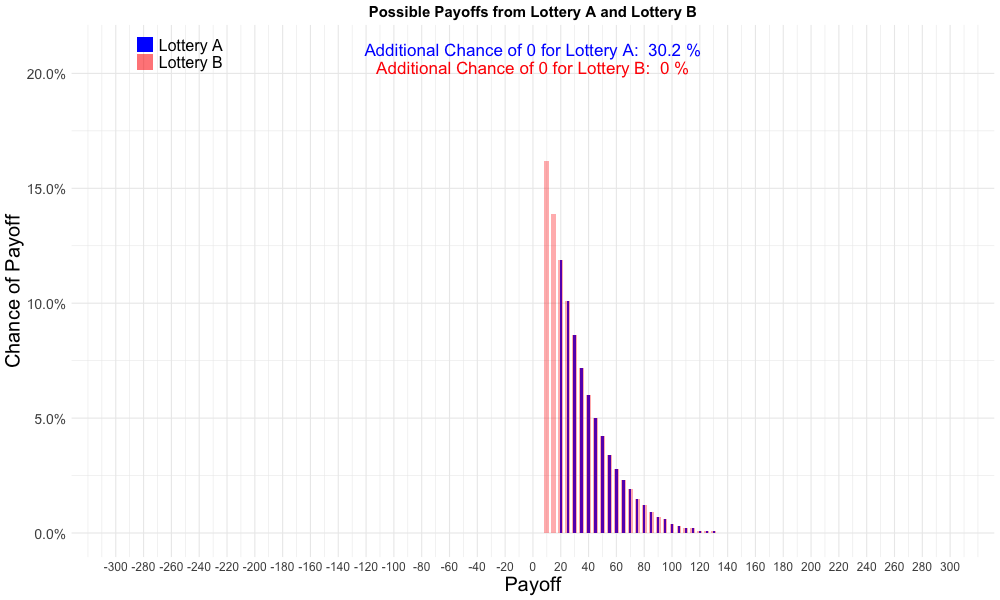 Possible Payoffs from Lottery A and Lottery B
Lottery A
Lottery B
Additional Chance of 0 for Lottery A:  30.2 %
Additional Chance of 0 for Lottery B:  0 %
Chance of Payoff
20.0%
15.0%
10.0%
5.0%
0.0%
-300 -280 -260 -240 -220 -200 -180 -160 -140 -120 -100 -80 -60 -40 -20 0 20 40 60 80 100 120 140 160 180 200 220 240 260 280 300
Payoff